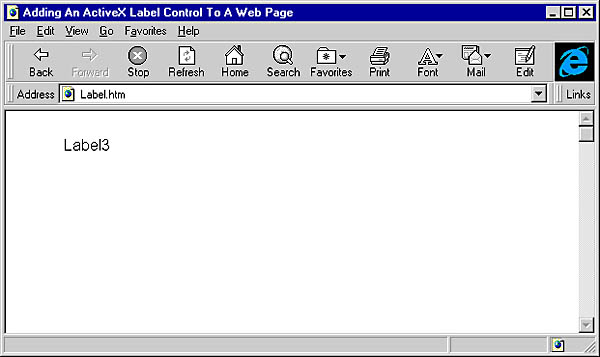 Adding An ActiveX Label Control To A Web Page
File Edit View Go Favorites Help
Back Forward Stop Refresh Home Search Favorites Print Font Mail Edit
Address Label.htm Links
Label3